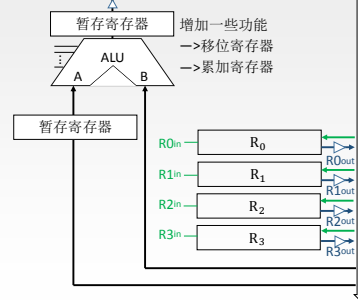 暂存寄存器
增加一些功能
—>移位寄存器
—>累加寄存器
ALU
A
B
暂存寄存器
R0in
R₀
R0out
R1in
R₁
R1out
R2in
R₂
R2out
R3in
R₃
R3out